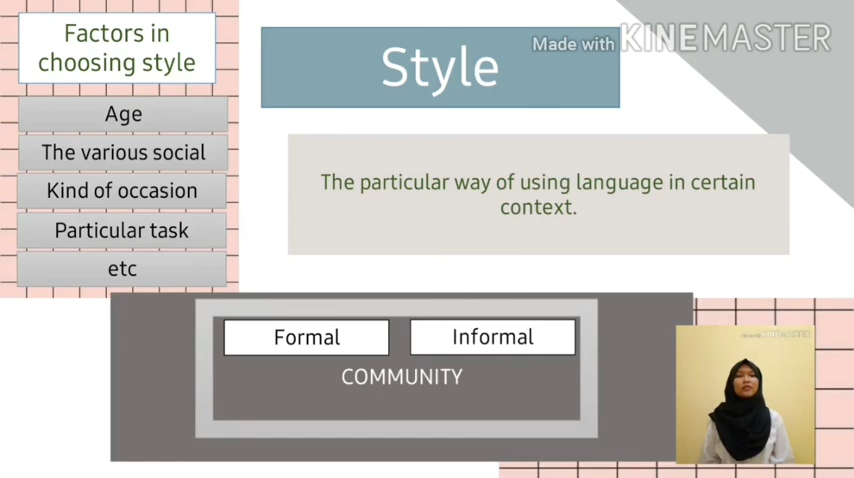 Factors in
choosing style
Age
The various social
Kind of occasion
Particular task
etc
Made with KINEMASTER
Style
The particular way of using language in certain
context.
Formal
Informal
COMMUNITY